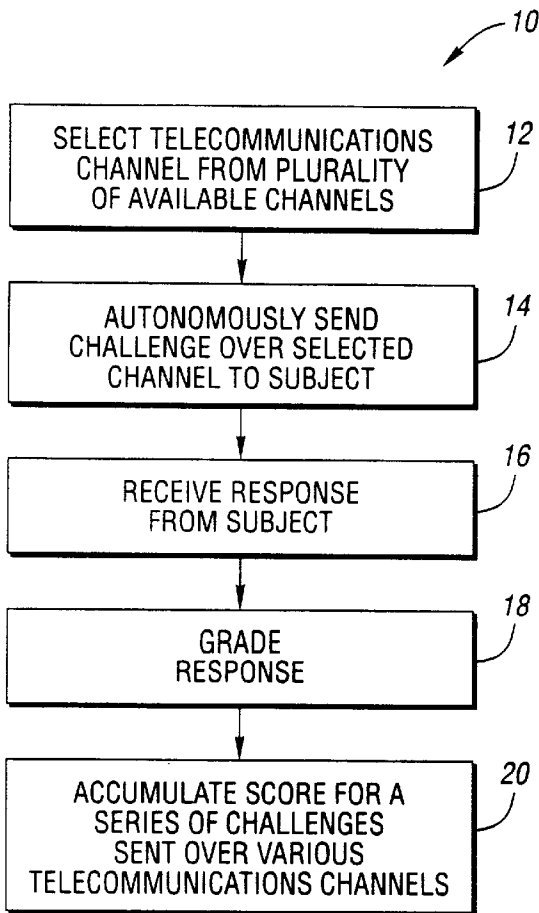 10
SELECT TELECOMMUNICATIONS
CHANNEL FROM PLURALITY
OF AVAILABLE CHANNELS
12
AUTONOMOUSLY SEND
CHALLENGE OVER SELECTED
CHANNEL TO SUBJECT
14
RECEIVE RESPONSE
FROM SUBJECT
16
GRADE
RESPONSE
18
ACCUMULATE SCORE FOR A
SERIES OF CHALLENGES
SENT OVER VARIOUS
TELECOMMUNICATIONS CHANNELS
20